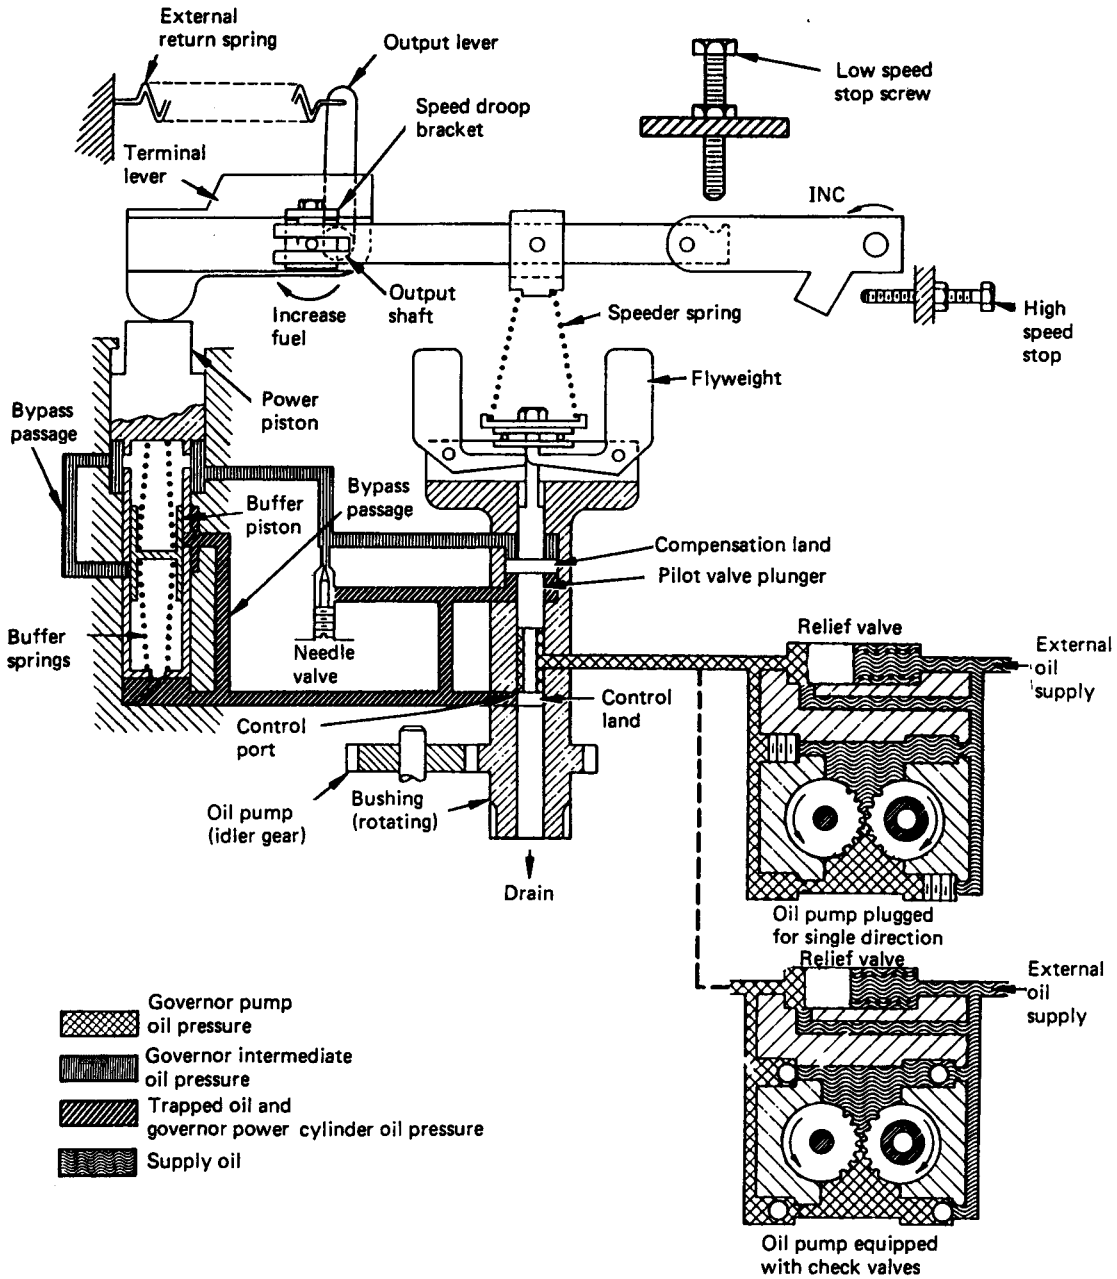 External
return spring
Output lever
Speed droop
bracket
Low speed
stop screw
Terminal
lever
INC
Output
shaft
Increase
fuel
Speeder spring
High
speed
stop
Flyweight
Power
piston
Bypass
passage
Bypass
passage
Buffer
piston
Compensation land
Pilot valve plunger
Buffer
springs
Needle
valve
Relief valve
External
oil
supply
Control
port
Control
land
Oil pump
(idler gear)
Bushing
(rotating)
Drain
Oil pump plugged
for single direction
Relief valve
External
oil
supply
Governor pump
oil pressure
Governor intermediate
oil pressure
Trapped oil and
governor power cylinder oil pressure
Supply oil
Oil pump equipped
with check valves